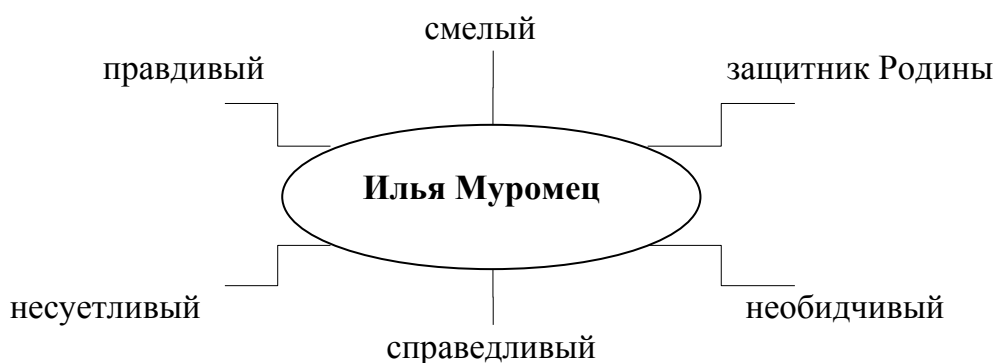 смелый
правдивый
защитник Родины
Илья Муромец
несуетливый
необидчивый
справедливый